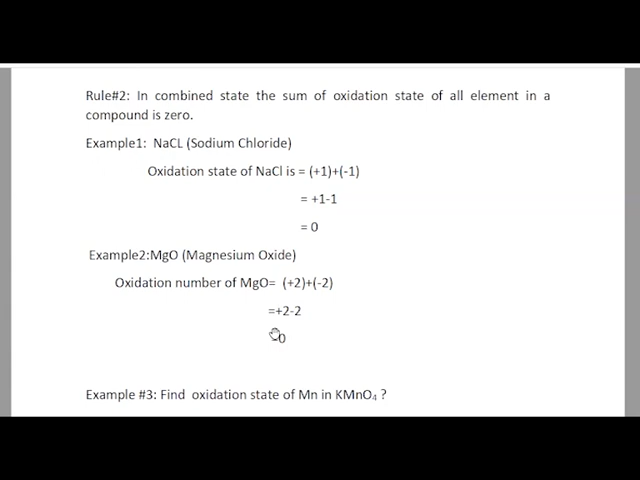 Rule#2: In combined state the sum of oxidation state of all element in a
compound is zero.
Example1: NaCL (Sodium Chloride)
Oxidation state of NaCl is = (+1)+(-1)
= +1-1
= 0
Example2:MgO (Magnesium Oxide)
Oxidation number of MgO= (+2)+(-2)
=+2-2
0
Example #3: Find oxidation state of Mn in KMnO₄ ?